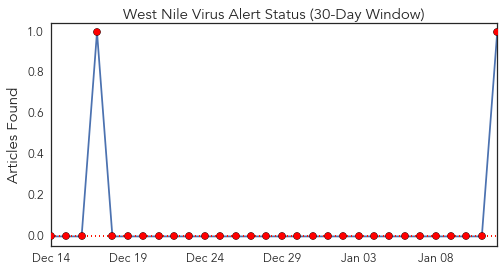 West Nile Virus Alert Status (30-Day Window)
Articles Found
1.0
0.8
0.6
0.4
0.2
0.0
Dec 14 Dec 19 Dec 24 Dec 29 Jan 03 Jan 08